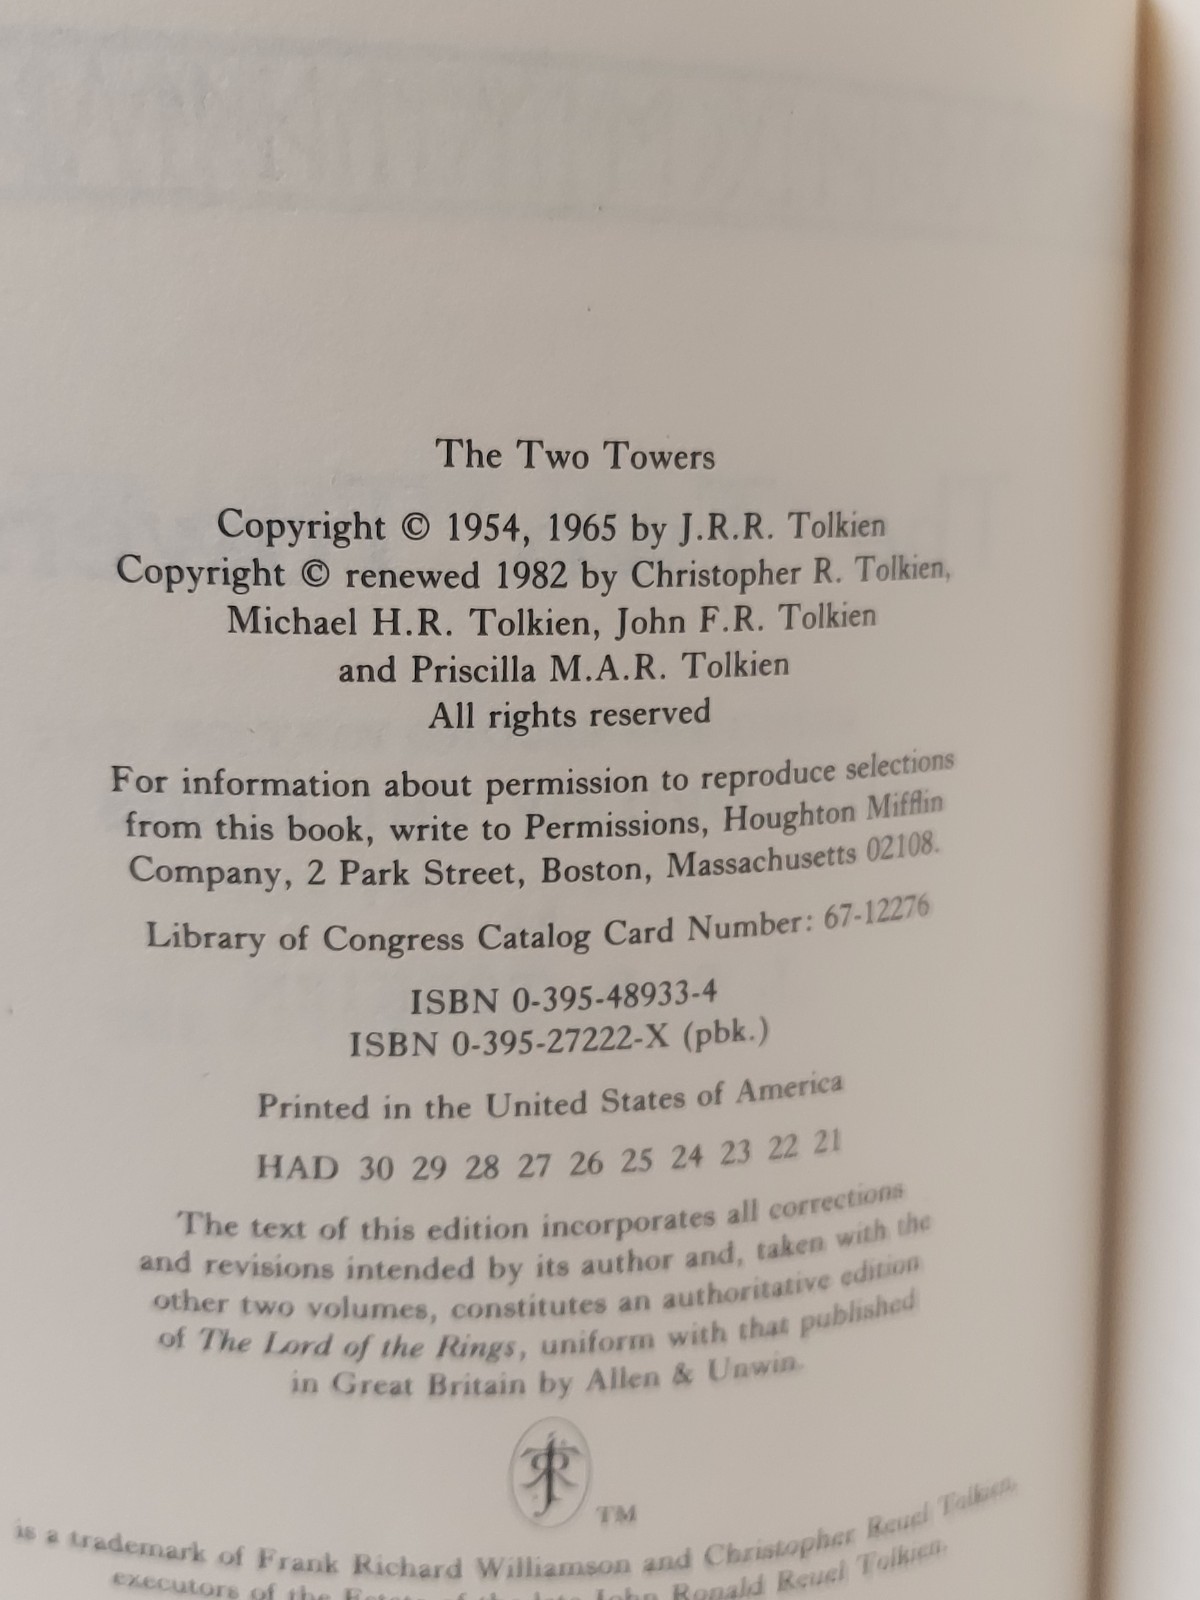 The Two Towers
Copyright © 1954, 1965 by J.R.R. Tolkien
Copyright © renewed 1982 by Christopher R. Tolkien,
Michael H.R. Tolkien, John F.R. Tolkien
and Priscilla M.A.R. Tolkien
All rights reserved
For information about permission to reproduce selections
from this book, write to Permissions, Houghton Mifflin
Company, 2 Park Street, Boston, Massachusetts 02108.
Library of Congress Catalog Card Number: 67-12276
ISBN 0-395-48933-4
ISBN 0-395-27222-X (pbk.)
Printed in the United States of America
HAD 30 29 28 27 26 25 24 23 22 21
The text of this edition incorporates all corrections
and revisions intended by its author and, taken with the
other two volumes, constitutes an authoritative edition
of The Lord of the Rings, uniform with that published
in Great Britain by Allen & Unwin.
TM
is a trademark of Frank Richard Williamson and Christopher Reuel Tolkien,
executors of the Estate of the late John Ronald Reuel Tolkien.